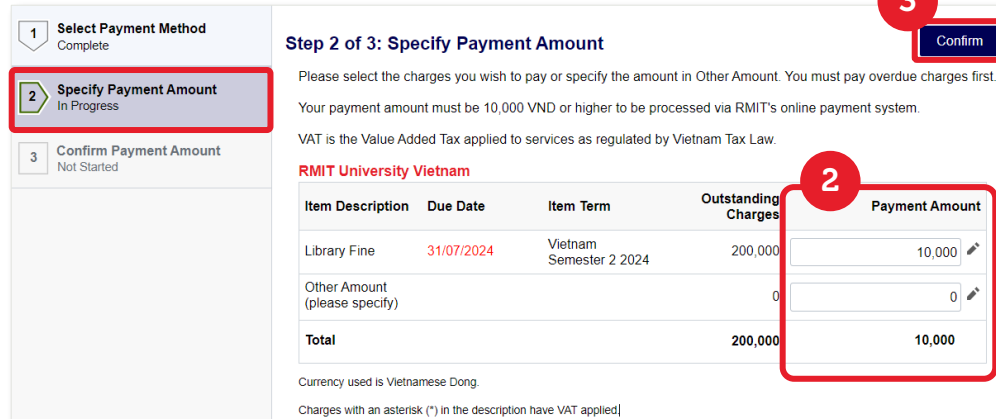 1
Select Payment Method
Complete
2
Specify Payment Amount
In Progress
3
Confirm Payment Amount
Not Started
3
Confirm
Step 2 of 3: Specify Payment Amount
Please select the charges you wish to pay or specify the amount in Other Amount. You must pay overdue charges first.
Your payment amount must be 10,000 VND or higher to be processed via RMIT's online payment system.
VAT is the Value Added Tax applied to services as regulated by Vietnam Tax Law.
RMIT University Vietnam
2
Item Description Due Date Item Term Outstanding Charges Payment Amount
Library Fine 31/07/2024 Vietnam Semester 2 2024 200,000 10,000
Other Amount (please specify) 0 0
Total 200,000 10,000
Currency used is Vietnamese Dong.
Charges with an asterisk (*) in the description have VAT applied